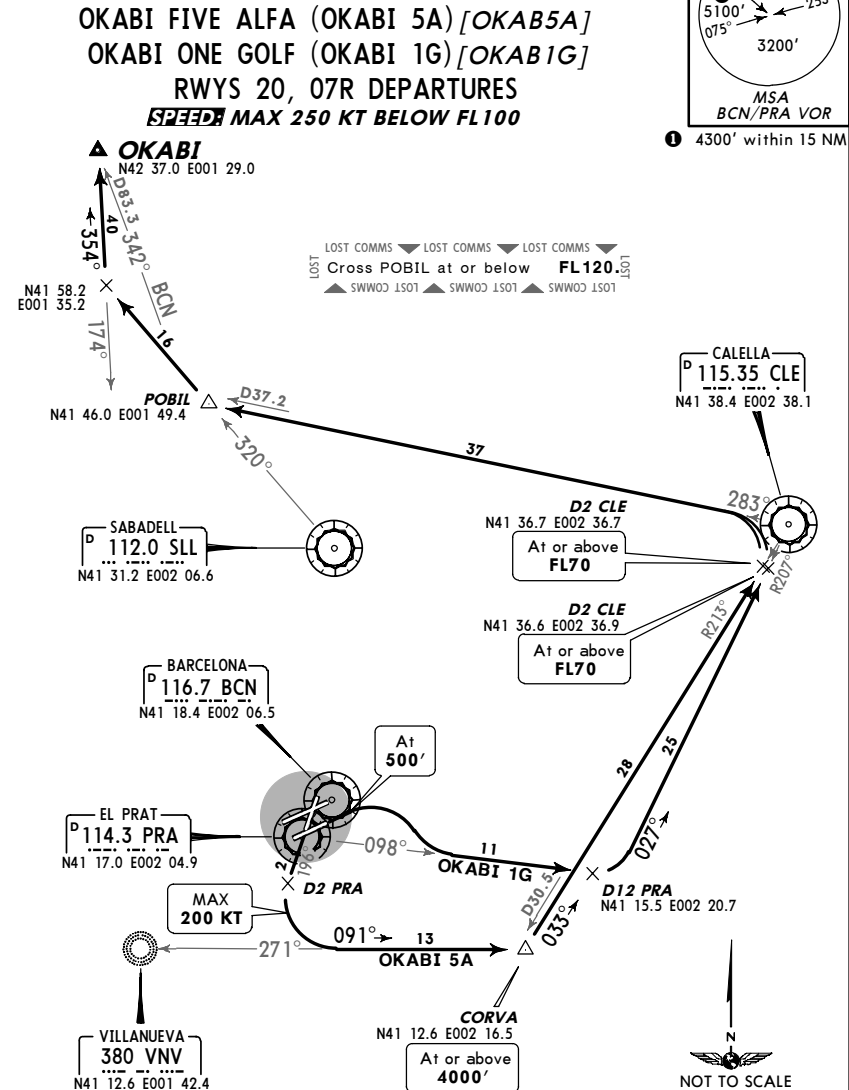 OKABI FIVE ALFA (OKABI 5A) [OKAB5A]
OKABI ONE GOLF (OKABI 1G) [OKAB1G]
RWYS 20, 07R DEPARTURES
SPEED: MAX 250 KT BELOW FL100
5100'
075°
3200'
MSA
BCN/PRA VOR
1 4300' within 15 NM
OKABI
N42 37.0 E001 29.0
D83.3
342° BCN
40
354°
N41 58.2
E001 35.2
174°
16
LOST COMMS LOST COMMS LOST COMMS
LOST
Cross POBIL at or below FL120.
LOST
LOST COMMS LOST COMMS LOST COMMS
POBIL
N41 46.0 E001 49.4
D37.2
320°
37
CALELLA
D 115.35 CLE
N41 38.4 E002 38.1
283°
D2 CLE
N41 36.7 E002 36.7
At or above
FL70
R207°
R213°
D2 CLE
N41 36.6 E002 36.9
At or above
FL70
SABADELL
D 112.0 SLL
N41 31.2 E002 06.6
BARCELONA
D 116.7 BCN
N41 18.4 E002 06.5
At
500'
28
25
EL PRAT
D 114.3 PRA
N41 17.0 E002 04.9
2
196°
098°
11
OKABI 1G
027°
D2 PRA
D12 PRA
N41 15.5 E002 20.7
D30.5
033°
MAX
200 KT
271°
091°
13
OKABI 5A
CORVA
N41 12.6 E002 16.5
At or above
4000'
VILLANUEVA
380 VNV
N41 12.6 E001 42.4
N
NOT TO SCALE